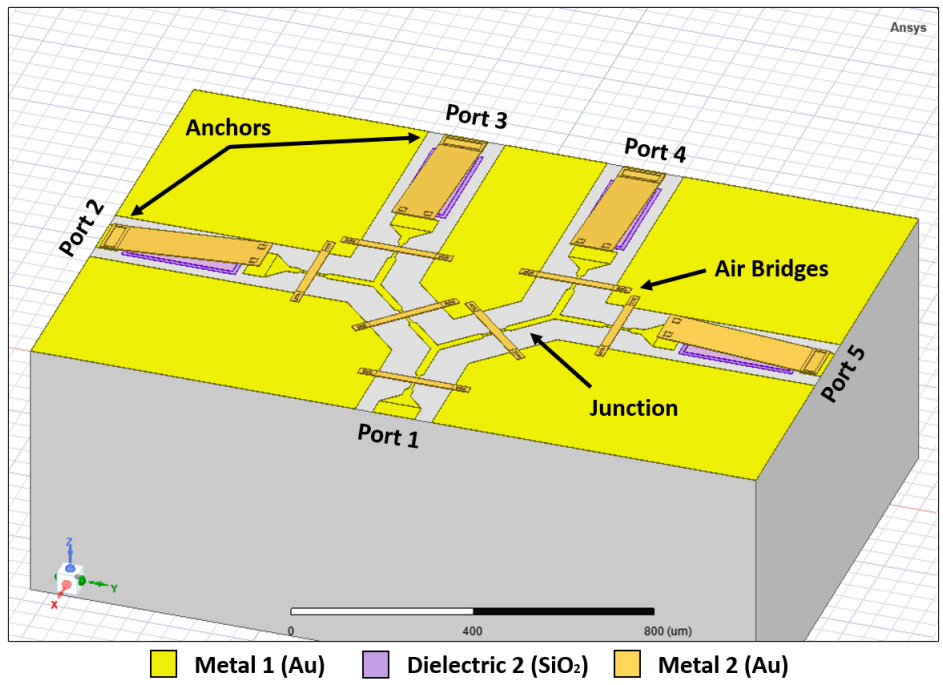 Ansys
Port 3
Anchors
Port 4
Port 2
Air Bridges
Port 5
Junction
Port 1
Z
Y
X
0 400 800 (um)
Metal 1 (Au) Dielectric 2 (SiO₂) Metal 2 (Au)